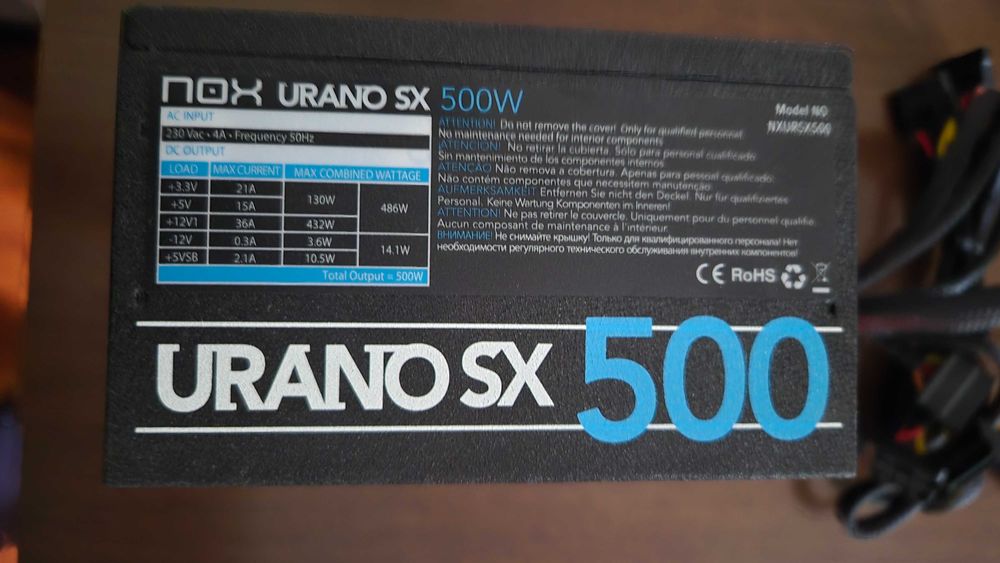 nox URANO SX 500W
Model NO
NXURSX500
AC INPUT
230 Vac • 4A • Frequency 50Hz
DC OUTPUT
LOAD MAX CURRENT MAX COMBINED WATTAGE
+3.3V 21A 130W 486W
+5V 15A
+12V1 36A 432W
-12V 0.3A 3.6W 14.1W
+5VSB 2.1A 10.5W
Total Output = 500W
ATTENTION! Do not remove the cover! Only for qualified personnel
No maintenance needed for interior components
¡ATENCIÓN! No retirar la cubierta. Sólo para personal cualificado
Sin mantenimiento de los componentes internos
ATENÇÃO Não remova a cobertura. Apenas para pessoal qualificado.
Não contém componentes que necessitem manutenção.
AUFMERKSAMKEIT Entfernen Sie nicht den Deckel. Nur für qualifiziertes
Personal. Keine Wartung Komponenten im Inneren!
ATTENTION! Ne pas retirer le couvercle. Uniquement pour du personnel qualifie.
Aucun composant de maintenance à l'intérieur.
ВНИМАНИЕ! Не снимайте крышку! Только для квалифицированного персонала! Нет
необходимости регулярного технического обслуживания внутренних компонентов!
CE RoHS
URANO SX 500